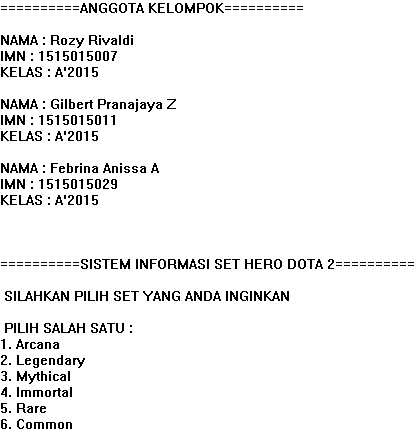 ==========ANGGOTA KELOMPOK==========
NAMA : Rozy Rivaldi
IMN : 1515015007
KELAS : A'2015
NAMA : Gilbert Pranajaya Z
IMN : 1515015011
KELAS : A'2015
NAMA : Febrina Anissa A
IMN : 1515015029
KELAS : A'2015
==========SISTEM INFORMASI SET HERO DOTA 2==========
SILAHKAN PILIH SET YANG ANDA INGINKAN
PILIH SALAH SATU :
1. Arcana
2. Legendary
3. Mythical
4. Immortal
5. Rare
6. Common